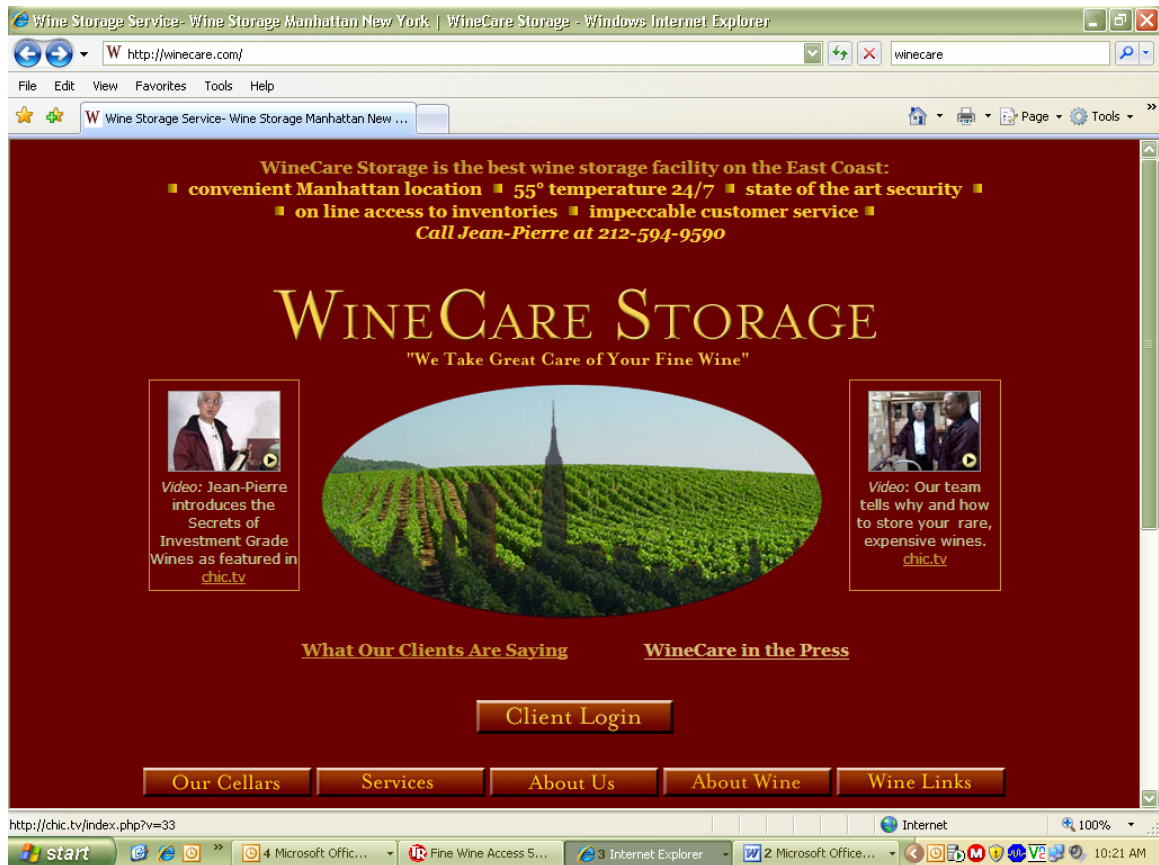 Wine Storage Service- Wine Storage Manhattan New York | WineCare Storage - Windows Internet Explorer
W http://winecare.com/
winecare
File Edit View Favorites Tools Help
W Wine Storage Service- Wine Storage Manhattan New ...
Page Tools »
WineCare Storage is the best wine storage facility on the East Coast:
convenient Manhattan location 55° temperature 24/7 state of the art security
on line access to inventories impeccable customer service
Call Jean-Pierre at 212-594-9590
WINECARE STORAGE
"We Take Great Care of Your Fine Wine"
Video: Jean-Pierre
introduces the
Secrets of
Investment Grade
Wines as featured in
chic.tv
Video: Our team
tells why and how
to store your rare,
expensive wines.
chic.tv
What Our Clients Are Saying
WineCare in the Press
Client Login
Our Cellars
Services
About Us
About Wine
Wine Links
http://chic.tv/index.php?v=33
Internet
100%
start » 4 Microsoft Offic... Fine Wine Access 5... 3 Internet Explorer 2 Microsoft Office... 10:21 AM